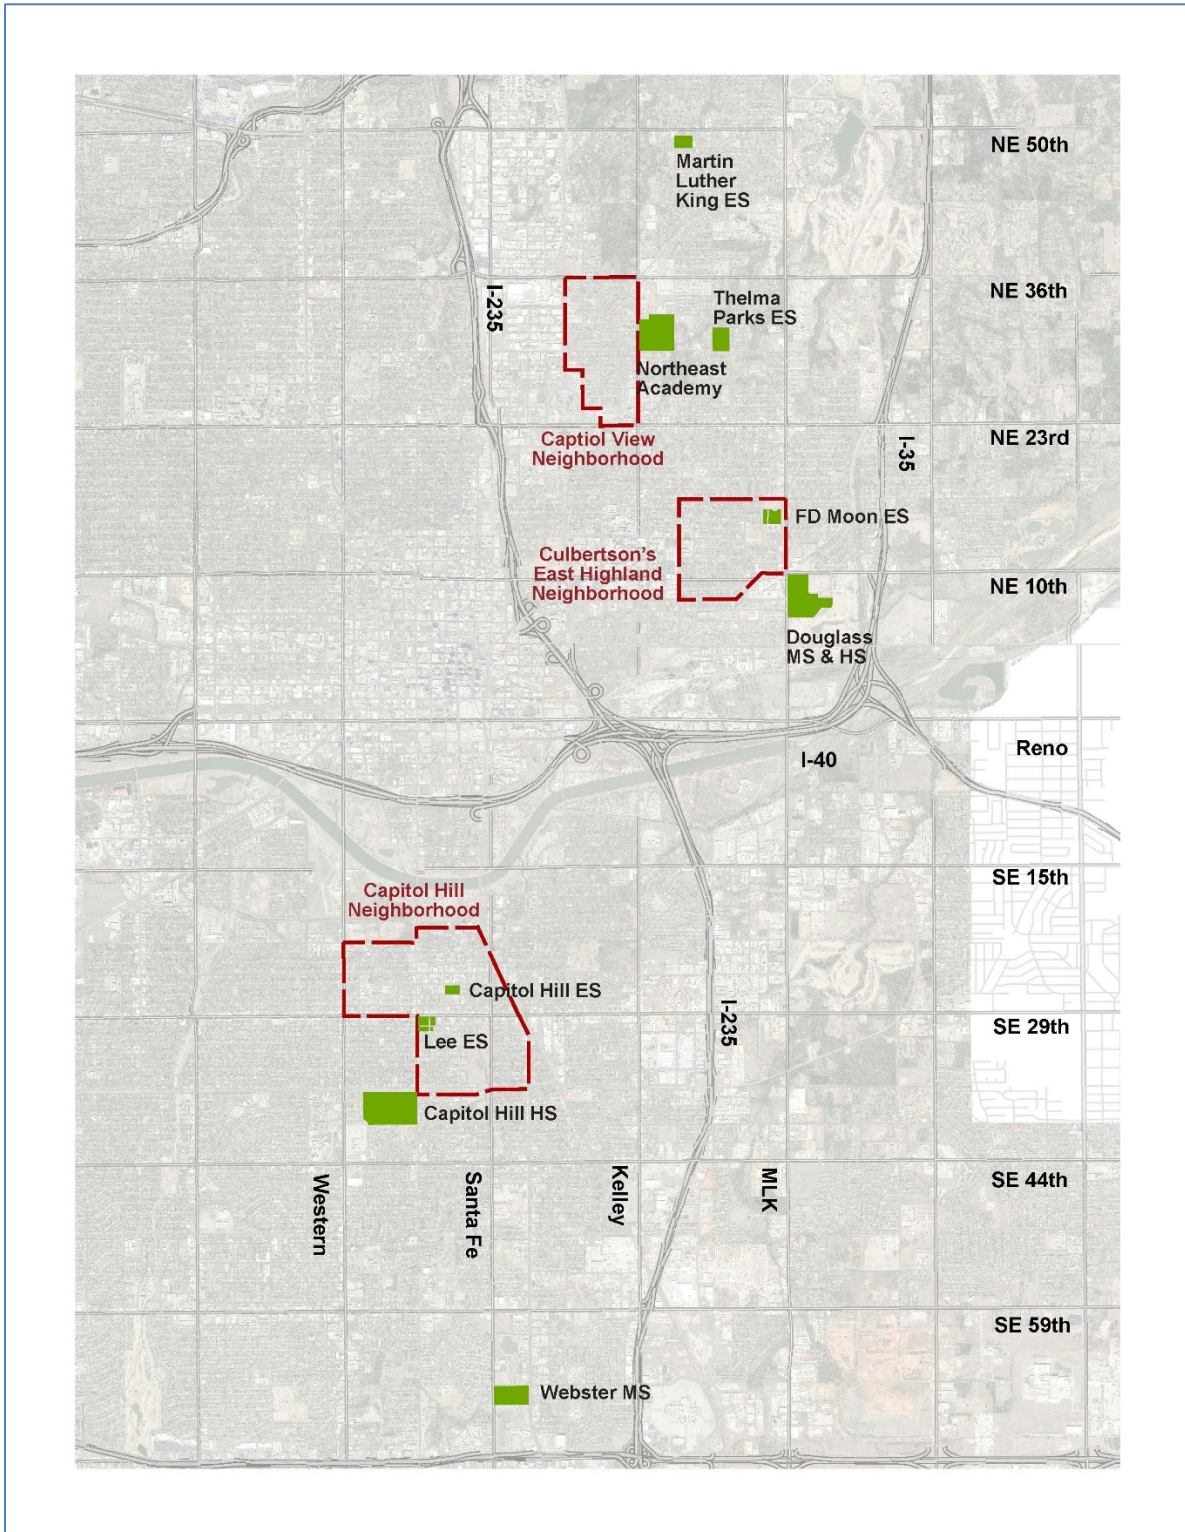 NE 50th
Martin
Luther
King ES
I-235
NE 36th
Thelma
Parks ES
Northeast
Academy
NE 23rd
I-35
Captiol View
Neighborhood
FD Moon ES
Culbertson's
East Highland
Neighborhood
NE 10th
Douglass
MS & HS
Reno
I-40
SE 15th
Capitol Hill
Neighborhood
Capitol Hill ES
I-235
SE 29th
Lee ES
Capitol Hill HS
Western
Santa Fe
Kelley
MLK
SE 44th
SE 59th
Webster MS